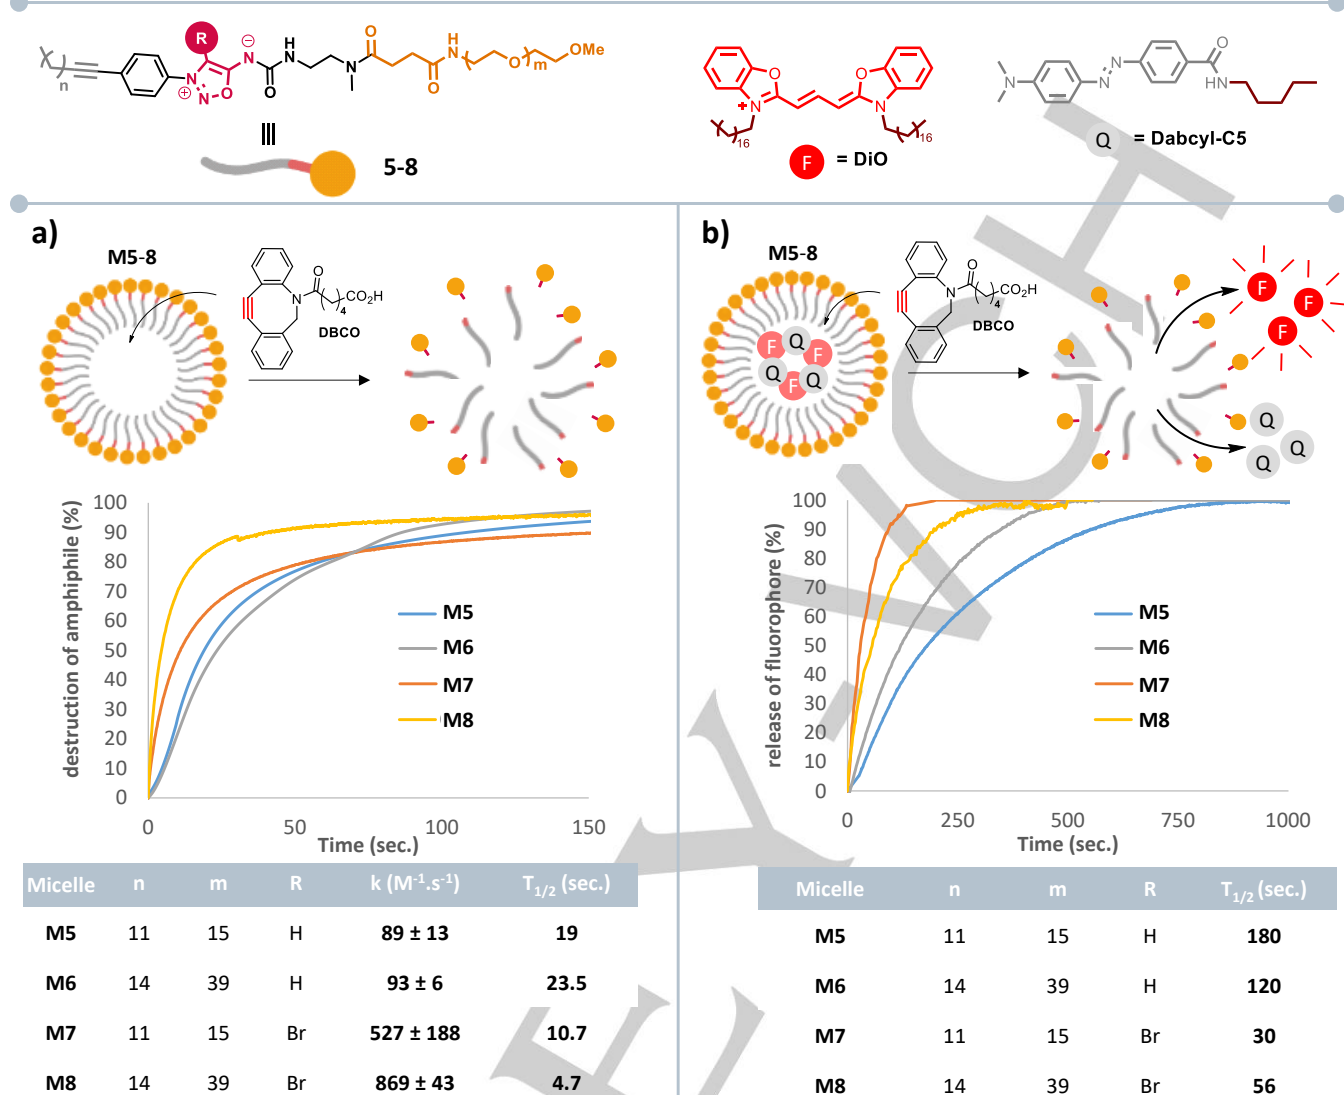 R
N
⊖
H
N
O
N
O
H
N
O
m
OMe
n
N
⊕
N
O
O
5-8
O
N
+
O
N
16
16
F = DiO
N
N
N
O
HN
Q = Dabcyl-C5
a)
M5-8
N
O
4
CO2H
DBCO
b)
M5-8
N
O
4
CO2H
DBCO
F Q F
Q F Q
F F F
Q Q Q
destruction of amphiphile (%)
100
90
80
70
60
50
40
30
20
10
0
M5
M6
M7
M8
0 50 100 150
Time (sec.)
release of fluorophore (%)
100
90
80
70
60
50
40
30
20
10
0
M5
M6
M7
M8
0 250 500 750 1000
Time (sec.)
Micelle n m R k (M-1.s-1) T1/2 (sec.)
M5 11 15 H 89 ± 13 19
M6 14 39 H 93 ± 6 23.5
M7 11 15 Br 527 ± 188 10.7
M8 14 39 Br 869 ± 43 4.7
Micelle n m R T1/2 (sec.)
M5 11 15 H 180
M6 14 39 H 120
M7 11 15 Br 30
M8 14 39 Br 56